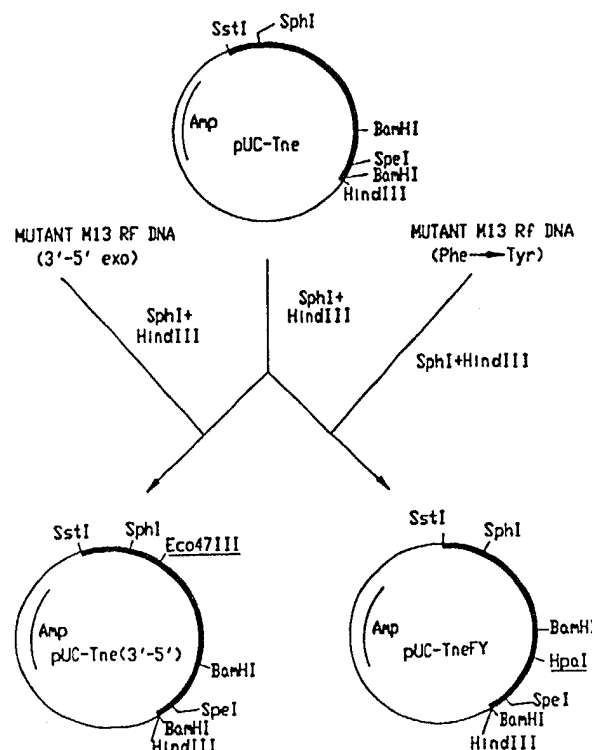 SstI
SphI
Amp
pUC-Tne
BamHI
SpeI
BamHI
HindIII
MUTANT M13 RF DNA
(3'-5' exo)
MUTANT M13 Rf DNA
(Phe→Tyr)
SphI+
HindIII
SphI+
HindIII
SphI+HindIII
SstI
SphI
Eco47III
Amp
pUC-Tne(3'-5')
BamHI
SpeI
BamHI
HindIII
SstI
SphI
Amp
pUC-TneFY
BamHI
HpaI
SpeI
BamHI
HindIII